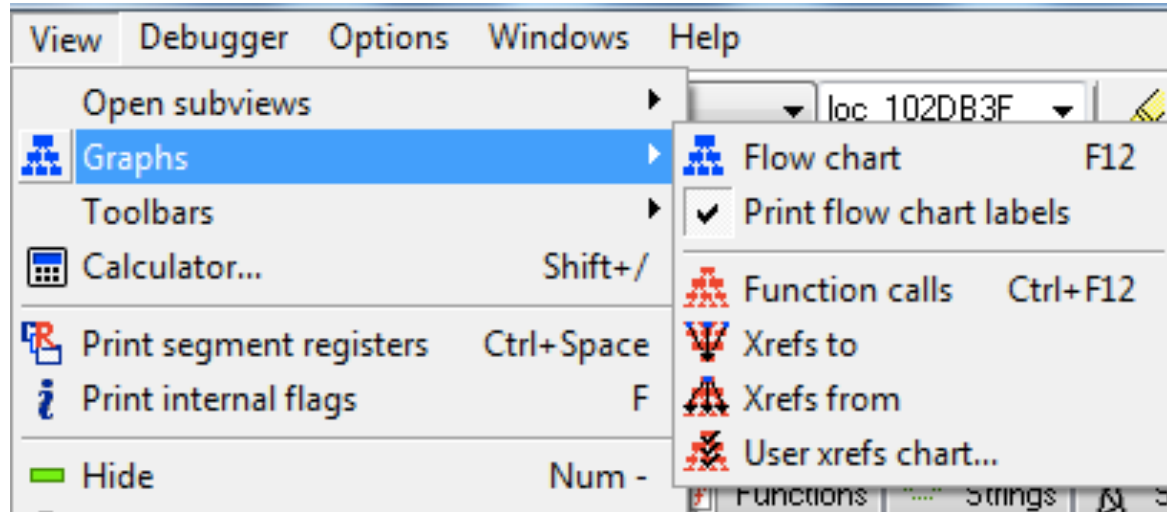 View Debugger Options Windows Help
Open subviews
loc_102DB3F
Graphs
Flow chart F12
Toolbars
Print flow chart labels
Calculator... Shift+/
Function calls Ctrl+F12
Print segment registers Ctrl+Space
Xrefs to
Print internal flags F
Xrefs from
User xrefs chart...
Hide Num -
Functions Strings